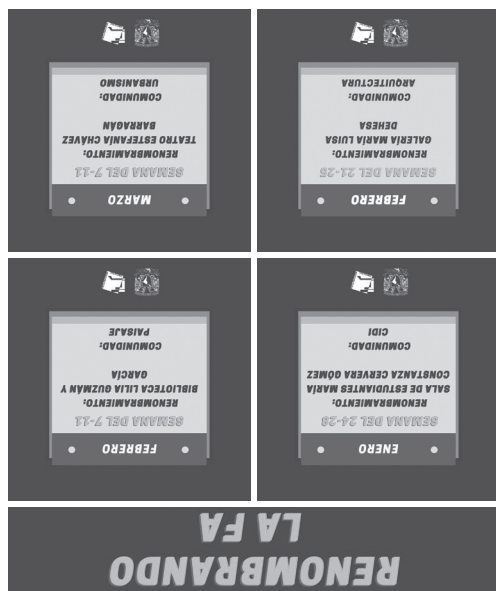 RENOMBRANDO
LA FA
ENERO
SEMANA DEL 24-28
RENOMBRAMIENTO:
SALA DE ESTUDIANTES MARÍA
CONSTANZA CERVERA GÓMEZ
COMUNIDAD:
CIDI
FEBRERO
SEMANA DEL 7-11
RENOMBRAMIENTO:
BIBLIOTECA LILIA GUZMÁN Y
GARCÍA
COMUNIDAD:
PAISAJE
FEBRERO
SEMANA DEL 21-25
RENOMBRAMIENTO:
GALERÍA MARÍA LUISA
DEHESA
COMUNIDAD:
ARQUITECTURA
MARZO
SEMANA DEL 7-11
RENOMBRAMIENTO:
TEATRO ESTEFANÍA CHÁVEZ
BARRAGÁN
COMUNIDAD:
URBANISMO